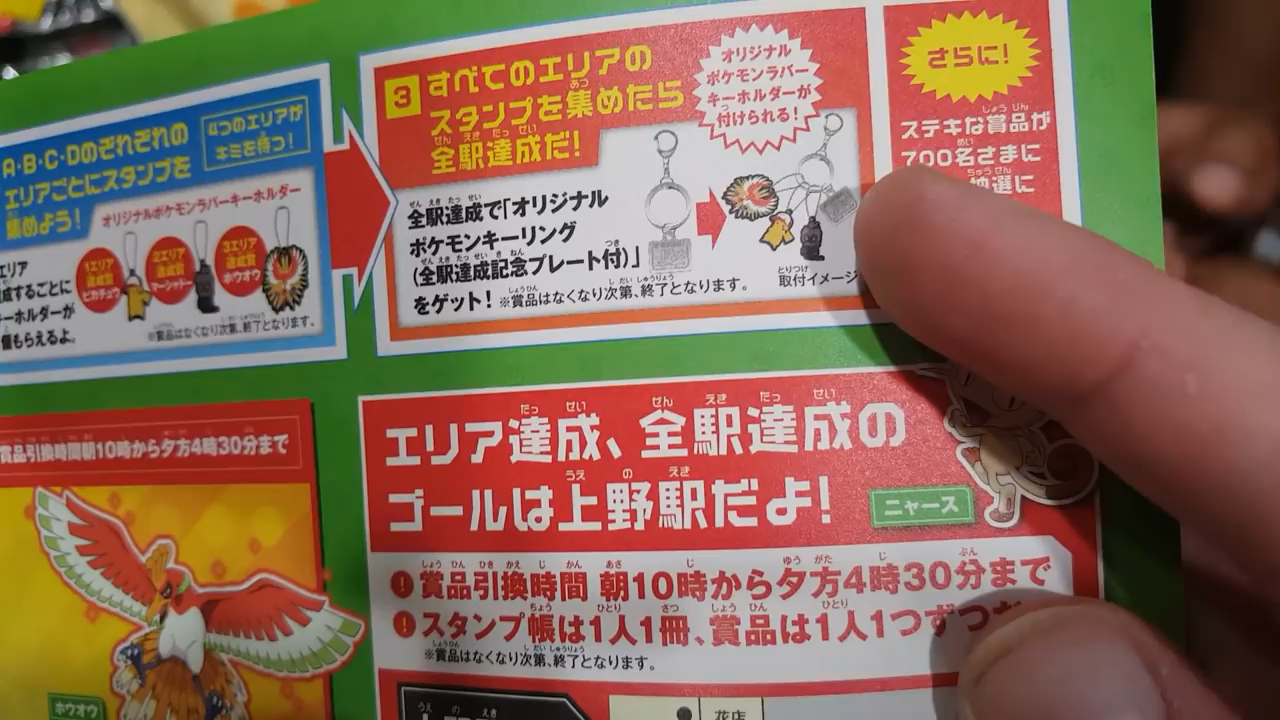 A・B・C・Dのぞれぞれの
エリアごとにスタンプを
集めよう!
4つのエリアが
キミを待つ!
オリジナルポケモンラバーキーホルダー
1エリア
達成賞
ピカチュウ
2エリア
達成賞
マーシャドー
3エリア
達成賞
ホウオウ
エリア
成するごとに
ーホルダーが
個もらえるよ。
※賞品はなくなり次第、終了となります。
3 すべてのエリアの
スタンプを集めたら
全駅達成だ!
オリジナル
ポケモンラバー
キーホルダーが
付けられる!
全駅達成で「オリジナル
ポケモンキーリング
(全駅達成記念プレート付)」
をゲット! ※賞品はなくなり次第、終了となります。
取付イメージ
さらに!
ステキな賞品が
700名さまに
抽選に
賞品引換時間朝10時から夕方4時30分まで
ホウオウ
エリア達成、全駅達成の
ゴールは上野駅だよ!
ニャース
! 賞品引換時間 朝10時から夕方4時30分まで
! スタンプ帳は1人1冊、賞品は1人1つずつ
※賞品はなくなり次第、終了となります。
花店